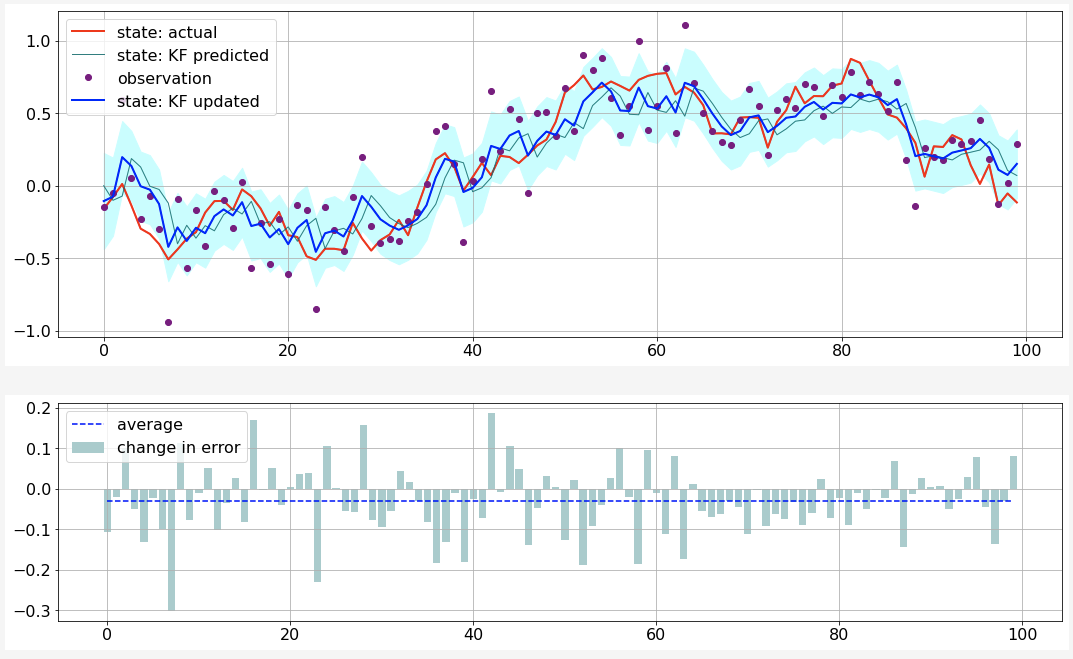 state: actual
state: KF predicted
observation
state: KF updated
1.0
0.5
0.0
−0.5
−1.0
0 20 40 60 80 100
average
change in error
0.2
0.1
0.0
−0.1
−0.2
−0.3
0 20 40 60 80 100